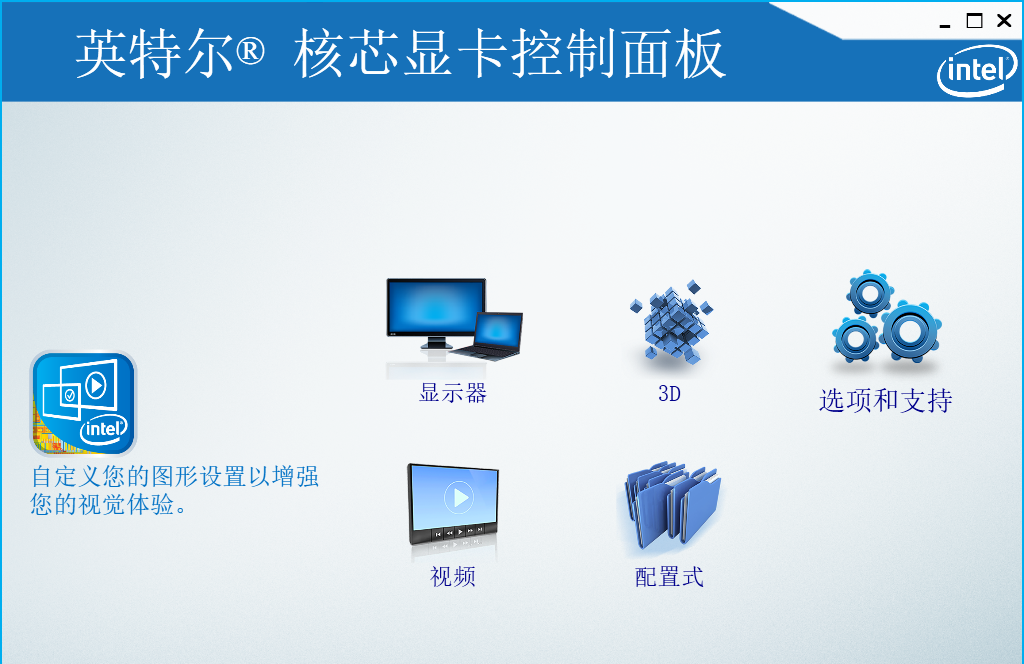 英特尔® 核芯显卡控制面板
intel
显示器
3D
选项和支持
intel
自定义您的图形设置以增强
您的视觉体验。
视频
配置式